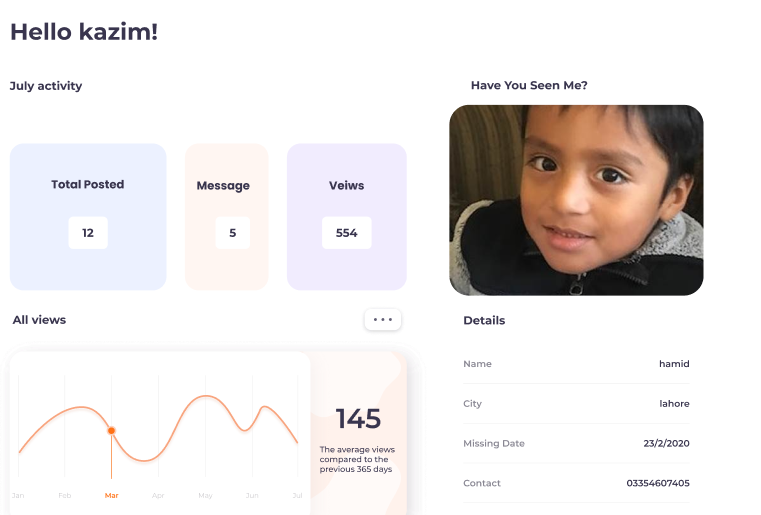 Hello kazim!
July activity
Total Posted
12
Message
5
Veiws
554
All views
145
The average views
compared to the
previous 365 days
Jan Feb Mar Apr May Jun Jul
Have You Seen Me?
Details
Name hamid
City lahore
Missing Date 23/2/2020
Contact 03354607405